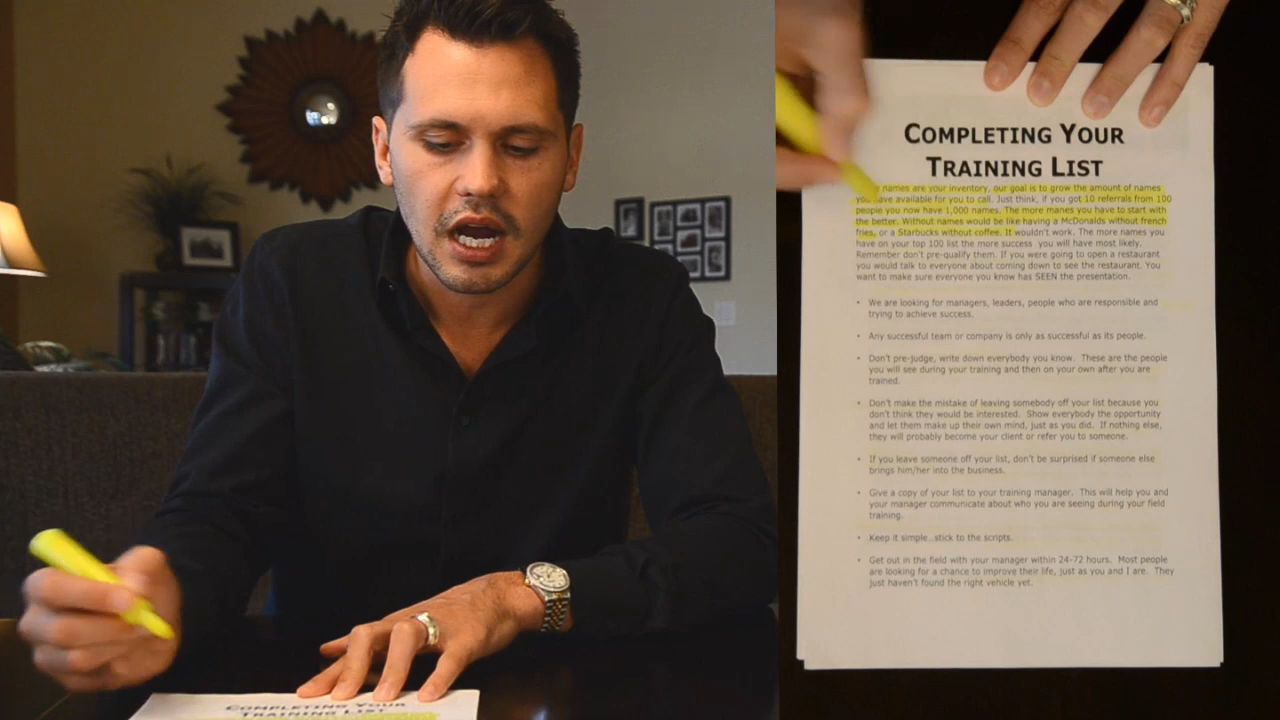 COMPLETING YOUR
TRAINING LIST
names are your inventory, our goal is to grow the amount of names
you have available for you to call. Just think, if you got 10 referrals from 100
people you now have 1,000 names. The more manes you have to start with
the better. Without names would be like having a McDonalds without french
fries, or a Starbucks without coffee. It wouldn't work. The more names you
have on your top 100 list the more success you will have most likely.
Remember don't pre-qualify them. If you were going to open a restaurant
you would talk to everyone about coming down to see the restaurant. You
want to make sure everyone you know has SEEN the presentation.
• We are looking for managers, leaders, people who are responsible and
trying to achieve success.
• Any successful team or company is only as successful as its people.
• Don't pre-judge, write down everybody you know. These are the people
you will see during your training and then on your own after you are
trained.
• Don't make the mistake of leaving somebody off your list because you
don't think they would be interested. Show everybody the opportunity
and let them make up their own mind, just as you did. If nothing else,
they will probably become your client or refer you to someone.
• If you leave someone off your list, don't be surprised if someone else
brings him/her into the business.
• Give a copy of your list to your training manager. This will help you and
your manager communicate about who you are seeing during your field
training.
• Keep it simple…stick to the scripts.
• Get out in the field with your manager within 24-72 hours. Most people
are looking for a chance to improve their life, just as you and I are. They
just haven't found the right vehicle yet.
COMPLETING YOUR
TRAINING LIST